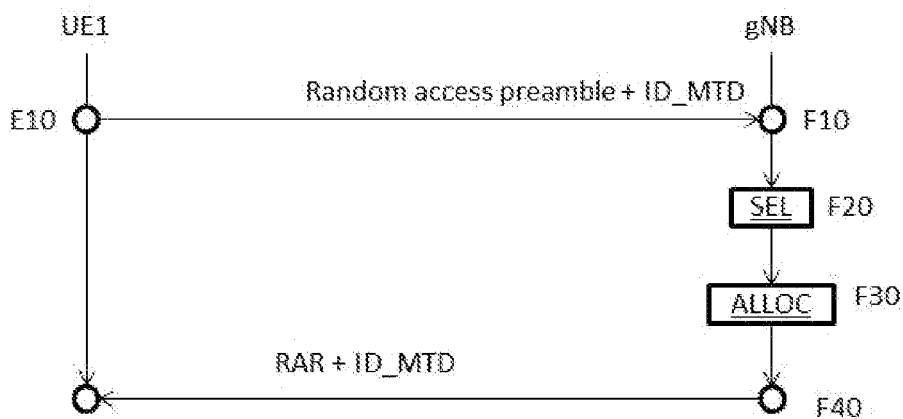 UE1
gNB
Random access preamble + ID_MTD
E10
F10
SEL
F20
ALLOC
F30
RAR + ID_MTD
F40